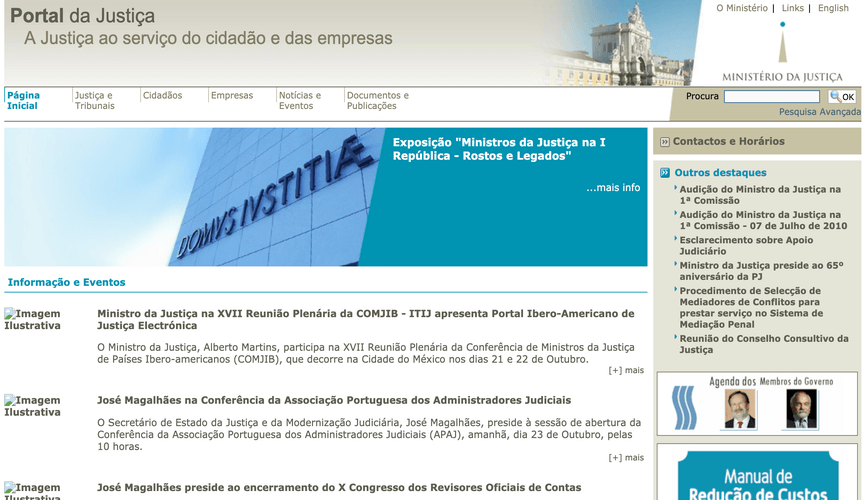 Portal da Justiça
A Justiça ao serviço do cidadão e das empresas
O Ministério | Links | English
MINISTÉRIO DA JUSTIÇA
Página
Inicial
Justiça e
Tribunais
Cidadãos
Empresas
Notícias e
Eventos
Documentos e
Publicações
Procura
OK
Pesquisa Avançada
DOMVS IVSTITIÆ
Exposição "Ministros da Justiça na I
República - Rostos e Legados"
...mais info
Informação e Eventos
Imagem
Ilustrativa
Ministro da Justiça na XVII Reunião Plenária da COMJIB - ITIJ apresenta Portal Ibero-Americano de
Justiça Electrónica
O Ministro da Justiça, Alberto Martins, participa na XVII Reunião Plenária da Conferência de Ministros da Justiça
de Países Ibero-americanos (COMJIB), que decorre na Cidade do México nos dias 21 e 22 de Outubro.
[+] mais
Imagem
Ilustrativa
José Magalhães na Conferência da Associação Portuguesa dos Administradores Judiciais
O Secretário de Estado da Justiça e da Modernização Judiciária, José Magalhães, preside à sessão de abertura da
Conferência da Associação Portuguesa dos Administradores Judiciais (APAJ), amanhã, dia 23 de Outubro, pelas
10 horas.
[+] mais
Imagem
Ilustrativa
José Magalhães preside ao encerramento do X Congresso dos Revisores Oficiais de Contas
Contactos e Horários
Outros destaques
Audição do Ministro da Justiça na
1ª Comissão
Audição do Ministro da Justiça na
1ª Comissão - 07 de Julho de 2010
Esclarecimento sobre Apoio
Judiciário
Ministro da Justiça preside ao 65º
aniversário da PJ
Procedimento de Selecção de
Mediadores de Conflitos para
prestar serviço no Sistema de
Mediação Penal
Reunião do Conselho Consultivo da
Justiça
Agenda dos Membros do Governo
Manual de
Redução de Custos